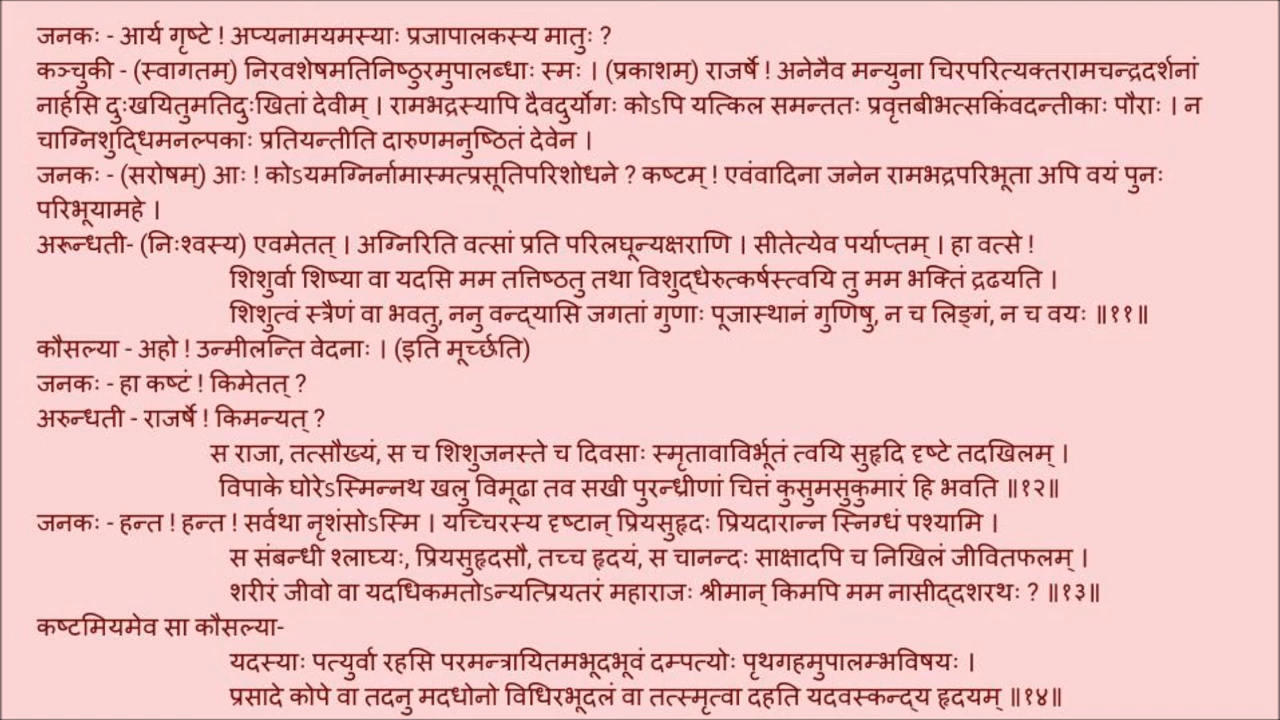 जनकः - आर्य गृष्टे ! अप्यनामयमस्याः प्रजापालकस्य मातुः ?
कञ्चुकी - (स्वागतम्) निरवशेषमतिनिष्ठुरमुपालब्धाः स्मः । (प्रकाशम्) राजर्षे ! अनेनैव मन्युना चिरपरित्यक्तरामचन्द्रदर्शनां
नार्हसि दुःखयितुमतिदुःखितां देवीम् । रामभद्रस्यापि दैवदुर्योगः कोऽपि यत्किल समन्ततः प्रवृत्तबीभत्सकिंवदन्तीकाः पौराः । न
चाग्निशुद्धिमनल्पकाः प्रतियन्तीति दारुणमनुष्ठितं देवेन ।
जनकः - (सरोषम्) आः ! कोऽयमग्निर्नामास्मत्प्रसूतिपरिशोधने ? कष्टम् ! एवंवादिना जनेन रामभद्रपरिभूता अपि वयं पुनः
परिभूयामहे ।
अरून्धती- (निःश्वस्य) एवमेतत् । अग्निरिति वत्सां प्रति परिलघून्यक्षराणि । सीतेत्येव पर्याप्तम् । हा वत्से !
शिशुर्वा शिष्या वा यदसि मम तत्तिष्ठतु तथा विशुद्धेरुत्कर्षस्त्वयि तु मम भक्तिं द्रढयति ।
शिशुत्वं स्त्रैणं वा भवतु, ननु वन्द्यासि जगतां गुणाः पूजास्थानं गुणिषु, न च लिङ्गं, न च वयः ॥११॥
कौसल्या - अहो ! उन्मीलन्ति वेदनाः । (इति मूर्च्छति)
जनकः - हा कष्टं ! किमेतत् ?
अरुन्धती - राजर्षे ! किमन्यत् ?
स राजा, तत्सौख्यं, स च शिशुजनस्ते च दिवसाः स्मृतावाविर्भूतं त्वयि सुहृदि दृष्टे तदखिलम् ।
विपाके घोरेऽस्मिन्नथ खलु विमूढा तव सखी पुरन्ध्रीणां चित्तं कुसुमसुकुमारं हि भवति ॥१२॥
जनकः - हन्त ! हन्त ! सर्वथा नृशंसोऽस्मि । यच्चिरस्य दृष्टान् प्रियसुहृदः प्रियदारान्न स्निग्धं पश्यामि ।
स संबन्धी श्लाघ्यः, प्रियसुहृदसौ, तच्च हृदयं, स चानन्दः साक्षादपि च निखिलं जीवितफलम् ।
शरीरं जीवो वा यदधिकमतोऽन्यत्प्रियतरं महाराजः श्रीमान् किमपि मम नासीद्दशरथः ? ॥१३॥
कष्टमियमेव सा कौसल्या-
यदस्याः पत्युर्वा रहसि परमन्त्रायितमभूदभूवं दम्पत्योः पृथगहमुपालम्भविषयः ।
प्रसादे कोपे वा तदनु मदधोनो विधिरभूदलं वा तत्स्मृत्वा दहति यदवस्कन्द्य हृदयम् ॥१४॥